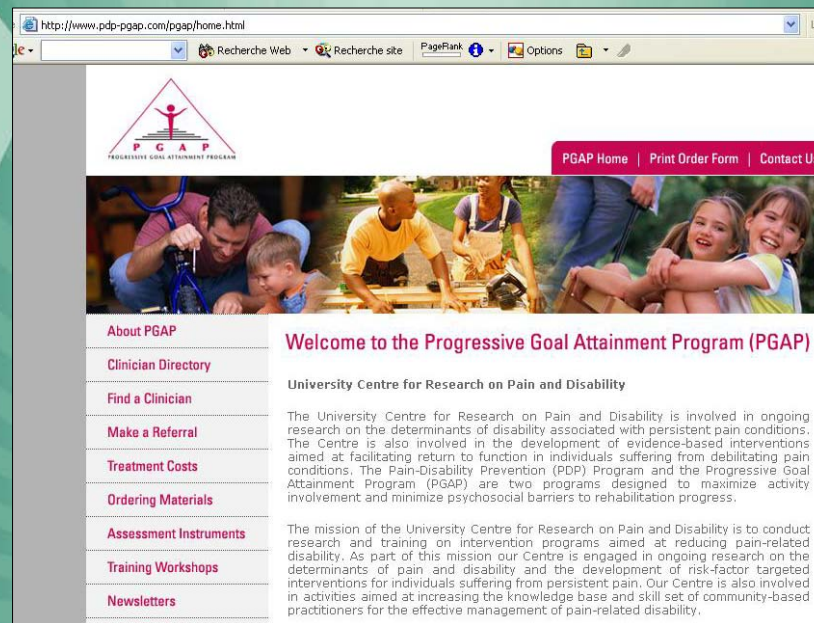 http://www.pdp-pgap.com/pgap/home.html
Recherche Web
Recherche site
PageRank
Options
P G A P
PROGRESSIVE GOAL ATTAINMENT PROGRAM
PGAP Home | Print Order Form | Contact U
About PGAP
Clinician Directory
Find a Clinician
Make a Referral
Treatment Costs
Ordering Materials
Assessment Instruments
Training Workshops
Newsletters
Welcome to the Progressive Goal Attainment Program (PGAP)
University Centre for Research on Pain and Disability
The University Centre for Research on Pain and Disability is involved in ongoing
research on the determinants of disability associated with persistent pain conditions.
The Centre is also involved in the development of evidence-based interventions
aimed at facilitating return to function in individuals suffering from debilitating pain
conditions. The Pain-Disability Prevention (PDP) Program and the Progressive Goal
Attainment Program (PGAP) are two programs designed to maximize activity
involvement and minimize psychosocial barriers to rehabilitation progress.
The mission of the University Centre for Research on Pain and Disability is to conduct
research and training on intervention programs aimed at reducing pain-related
disability. As part of this mission our Centre is engaged in ongoing research on the
determinants of pain and disability and the development of risk-factor targeted
interventions for individuals suffering from persistent pain. Our Centre is also involved
in activities aimed at increasing the knowledge base and skill set of community-based
practitioners for the effective management of pain-related disability.